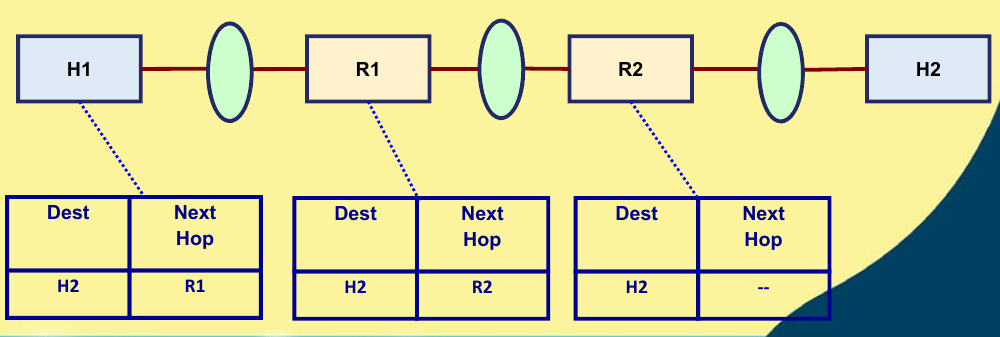 H1
R1
R2
H2
Dest
Next
Hop
H2
R1
Dest
Next
Hop
H2
R2
Dest
Next
Hop
H2
--